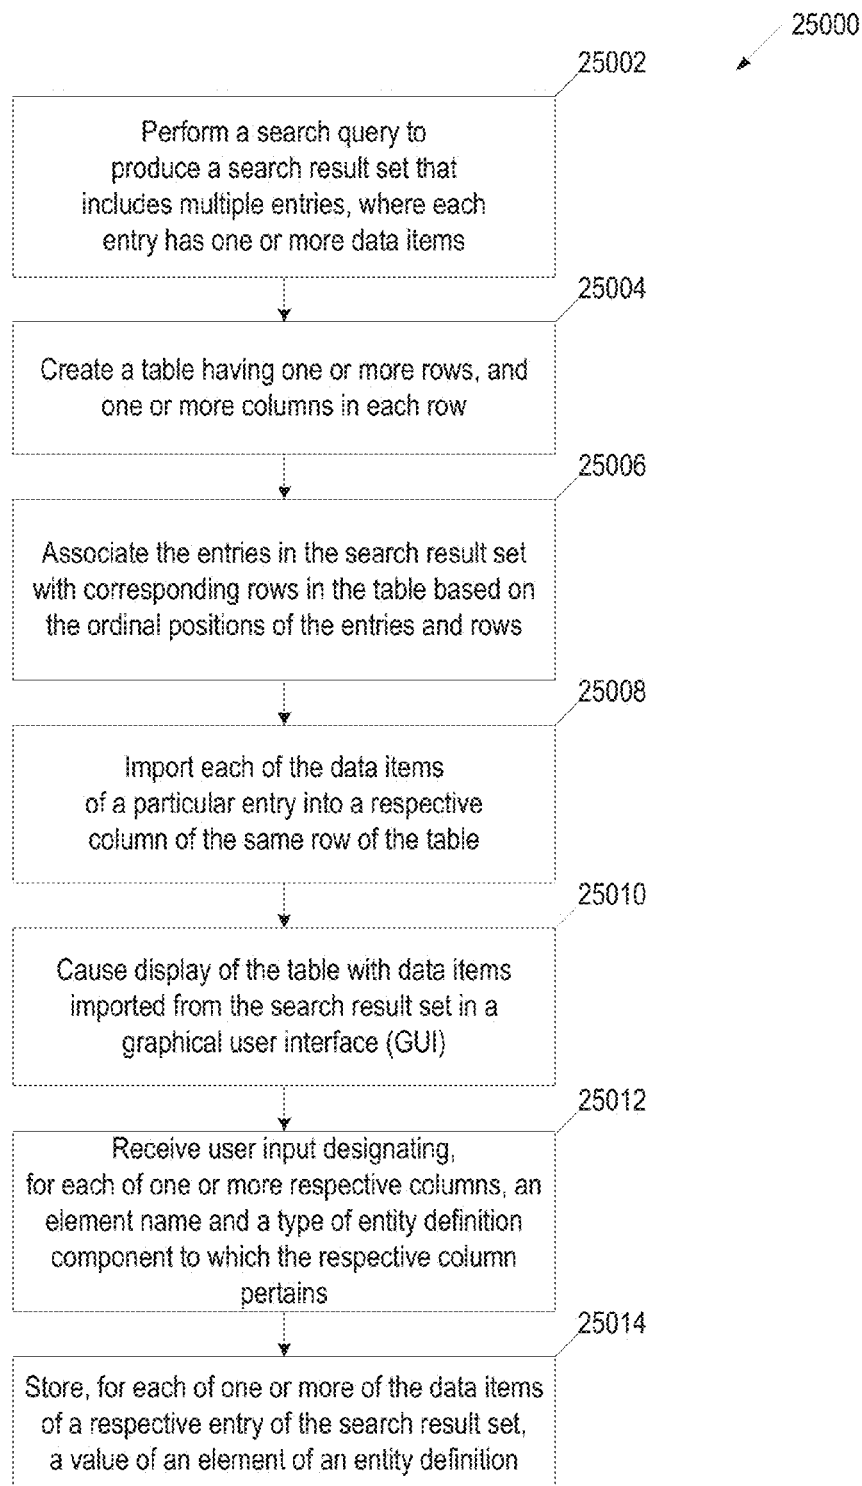 25000
25002
Perform a search query to
produce a search result set that
includes multiple entries, where each
entry has one or more data items
25004
Create a table having one or more rows, and
one or more columns in each row
25006
Associate the entries in the search result set
with corresponding rows in the table based on
the ordinal positions of the entries and rows
25008
Import each of the data items
of a particular entry into a respective
column of the same row of the table
25010
Cause display of the table with data items
imported from the search result set in a
graphical user interface (GUI)
25012
Receive user input designating,
for each of one or more respective columns, an
element name and a type of entity definition
component to which the respective column
pertains
25014
Store, for each of one or more of the data items
of a respective entry of the search result set,
a value of an element of an entity definition